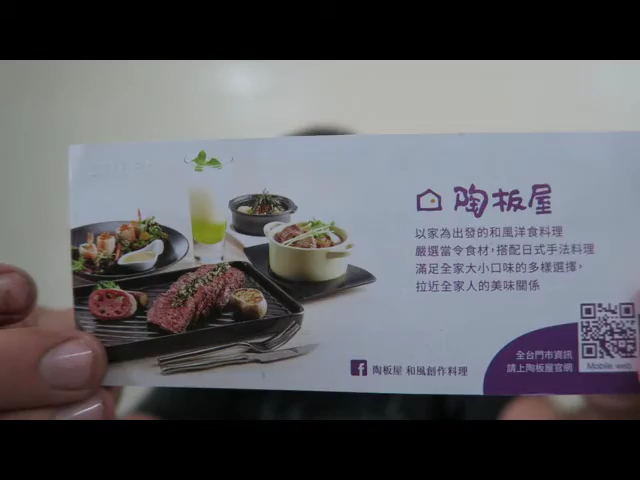 陶板屋
以家為出發的和風洋食料理
嚴選當令食材,搭配日式手法料理
滿足全家大小口味的多樣選擇,
拉近全家人的美味關係
f 陶板屋 和風創作料理
全台門市資訊
請上陶板屋官網
Mobile web